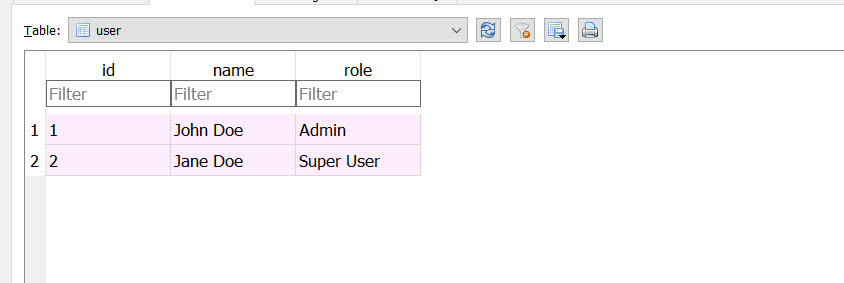 Table: user
id name role
Filter Filter Filter
1 1 John Doe Admin
2 2 Jane Doe Super User